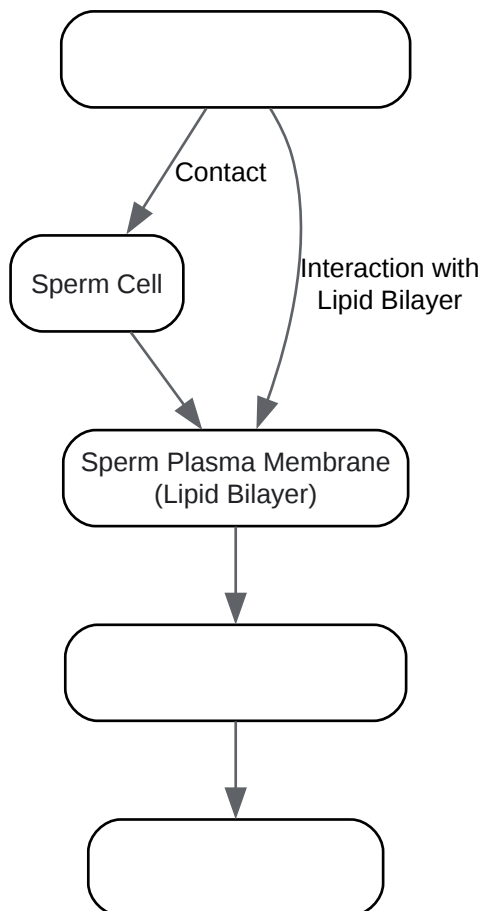 Contact
Sperm Cell
Interaction with
Lipid Bilayer
Sperm Plasma Membrane
(Lipid Bilayer)